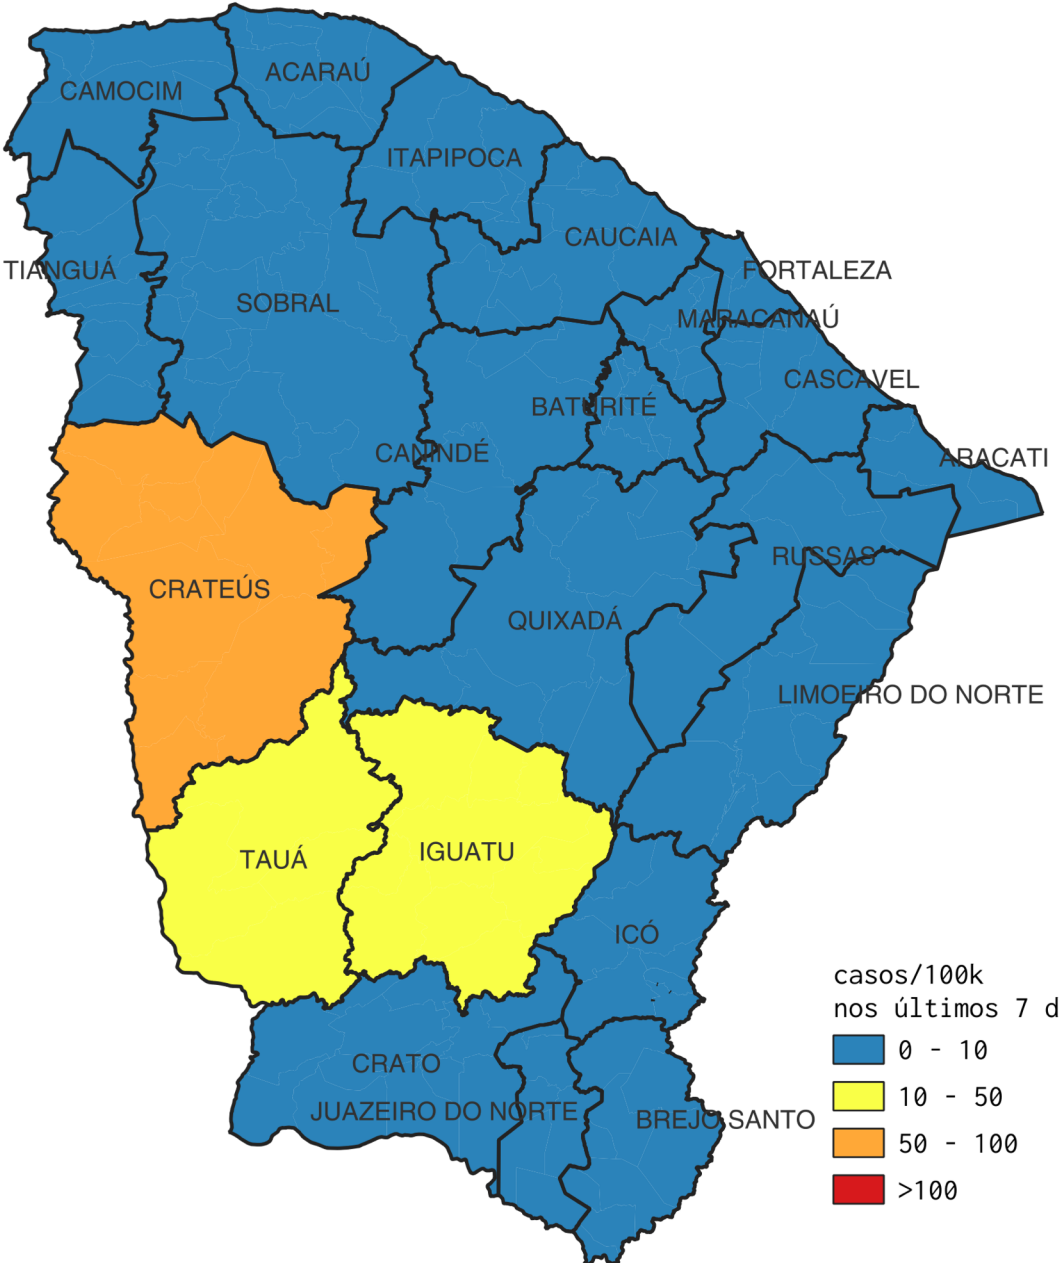 ACARAÚ
CAMOCIM
ITAPIPOCA
CAUCAIA
TIANGUÁ
FORTALEZA
SOBRAL
MARACANAÚ
CASCAVEL
BATURITÉ
CANINDÉ
ARACATI
RUSSAS
CRATEÚS
QUIXADÁ
LIMOEIRO DO NORTE
TAUÁ
IGUATU
ICÓ
casos/100k
nos últimos 7 d
0 - 10
10 - 50
50 - 100
>100
CRATO
JUAZEIRO DO NORTE
BREJO SANTO